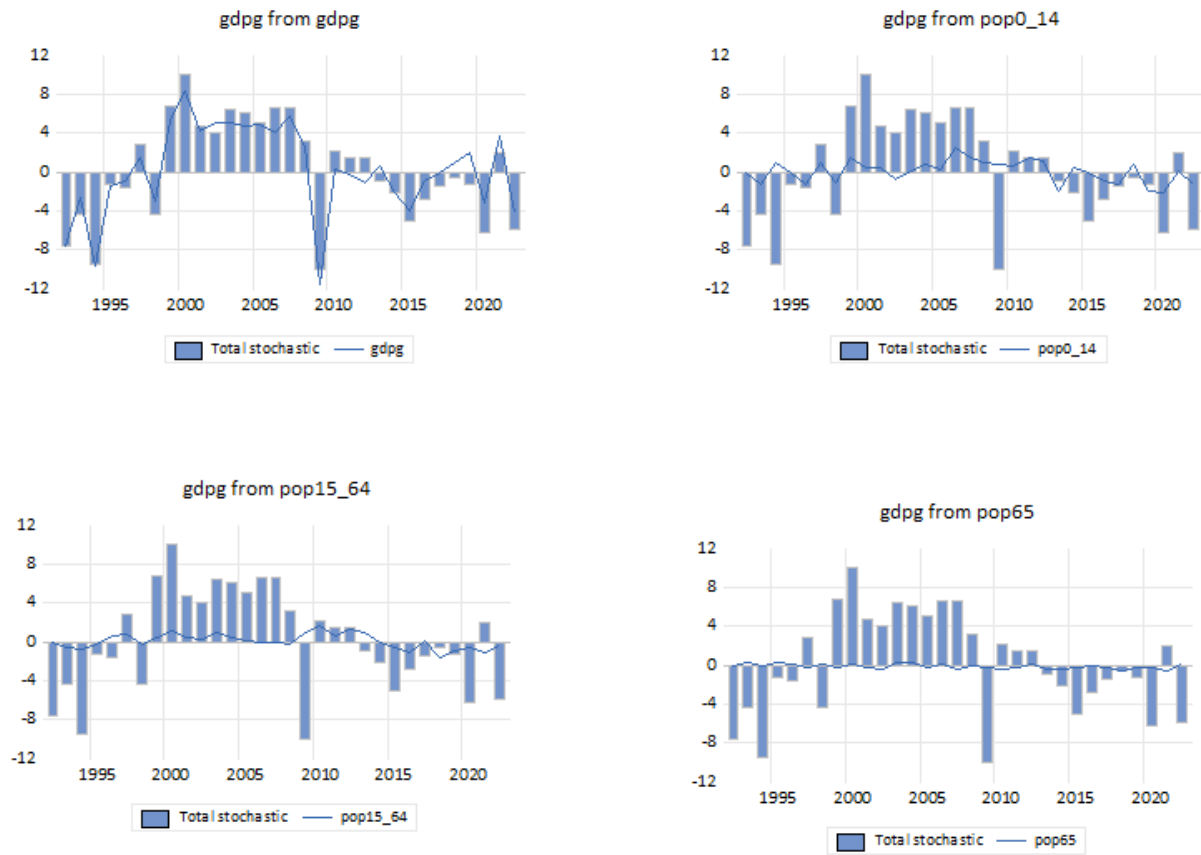 gdpg from gdpg
12
8
4
0
-4
-8
-12
1995 2000 2005 2010 2015 2020
Total stochastic gdpg
gdpg from pop0_14
12
8
4
0
-4
-8
-12
1995 2000 2005 2010 2015 2020
Total stochastic pop0_14
gdpg from pop15_64
12
8
4
0
-4
-8
-12
1995 2000 2005 2010 2015 2020
Total stochastic pop15_64
gdpg from pop65
12
8
4
0
-4
-8
-12
1995 2000 2005 2010 2015 2020
Total stochastic pop65